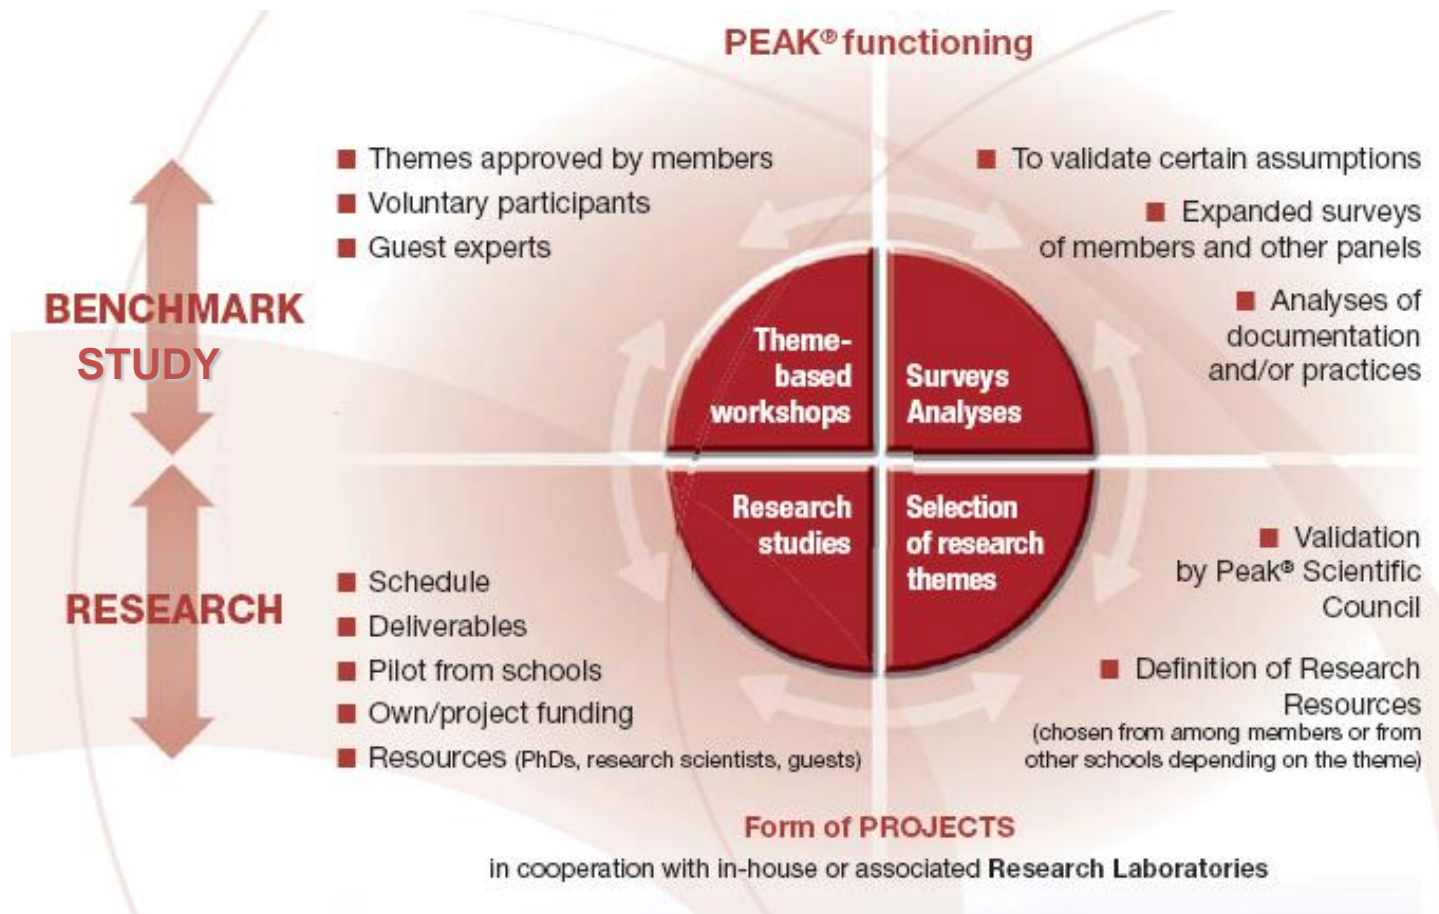 PEAK® functioning
■ Themes approved by members
■ Voluntary participants
■ Guest experts
■ To validate certain assumptions
■ Expanded surveys
of members and other panels
■ Analyses of
documentation
and/or practices
BENCHMARK
STUDY
Theme-
based
workshops
Surveys
Analyses
Research
studies
Selection
of research
themes
RESEARCH
■ Schedule
■ Deliverables
■ Pilot from schools
■ Own/project funding
■ Resources (PhDs, research scientists, guests)
■ Validation
by Peak® Scientific
Council
■ Definition of Research
Resources
(chosen from among members or from
other schools depending on the theme)
Form of PROJECTS
in cooperation with in-house or associated Research Laboratories